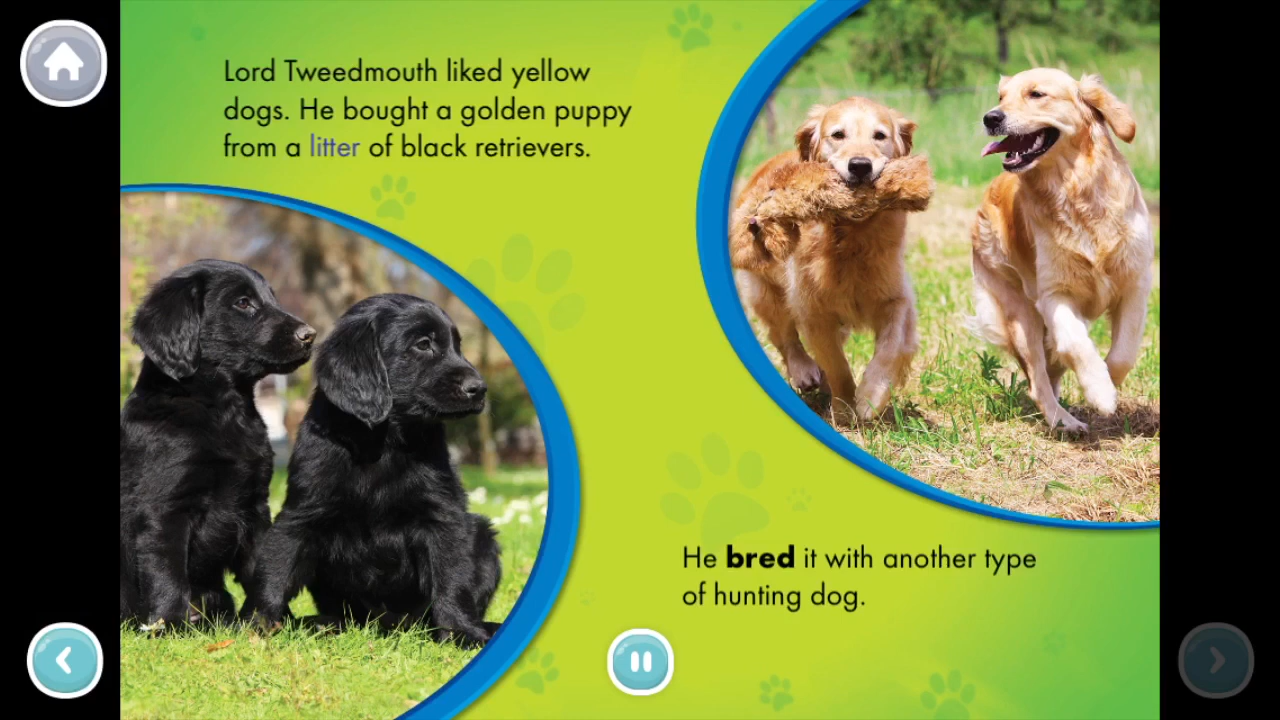 Lord Tweedmouth liked yellow
dogs. He bought a golden puppy
from a litter of black retrievers.
He bred it with another type
of hunting dog.